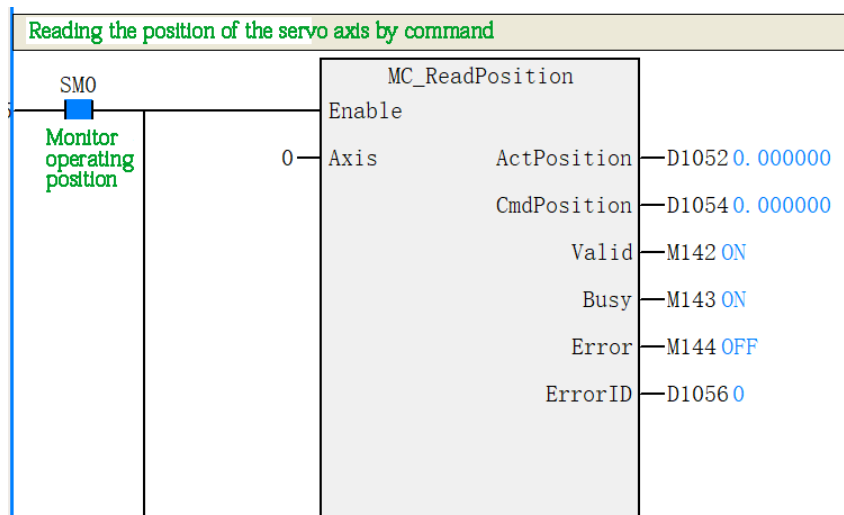 Reading the position of the servo axis by command
MC_ReadPosition
SM0
Enable
Monitor
operating
position
0 Axis ActPosition D1052 0.000000
CmdPosition D1054 0.000000
Valid M142 ON
Busy M143 ON
Error M144 OFF
ErrorID D1056 0